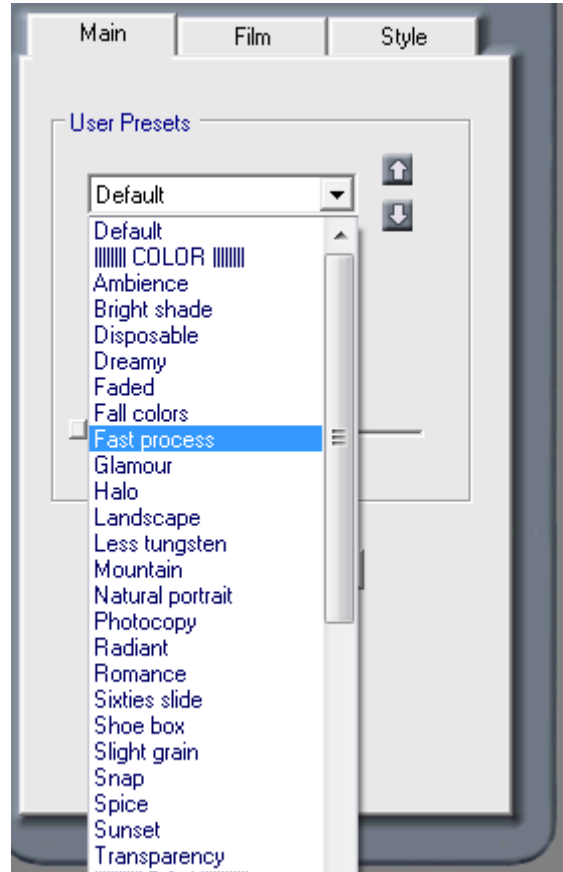 Main Film Style
User Presets
Default
Default
|||||||| COLOR ||||||||
Ambience
Bright shade
Disposable
Dreamy
Faded
Fall colors
Fast process
Glamour
Halo
Landscape
Less tungsten
Mountain
Natural portrait
Photocopy
Radiant
Romance
Sixties slide
Shoe box
Slight grain
Snap
Spice
Sunset
Transparency